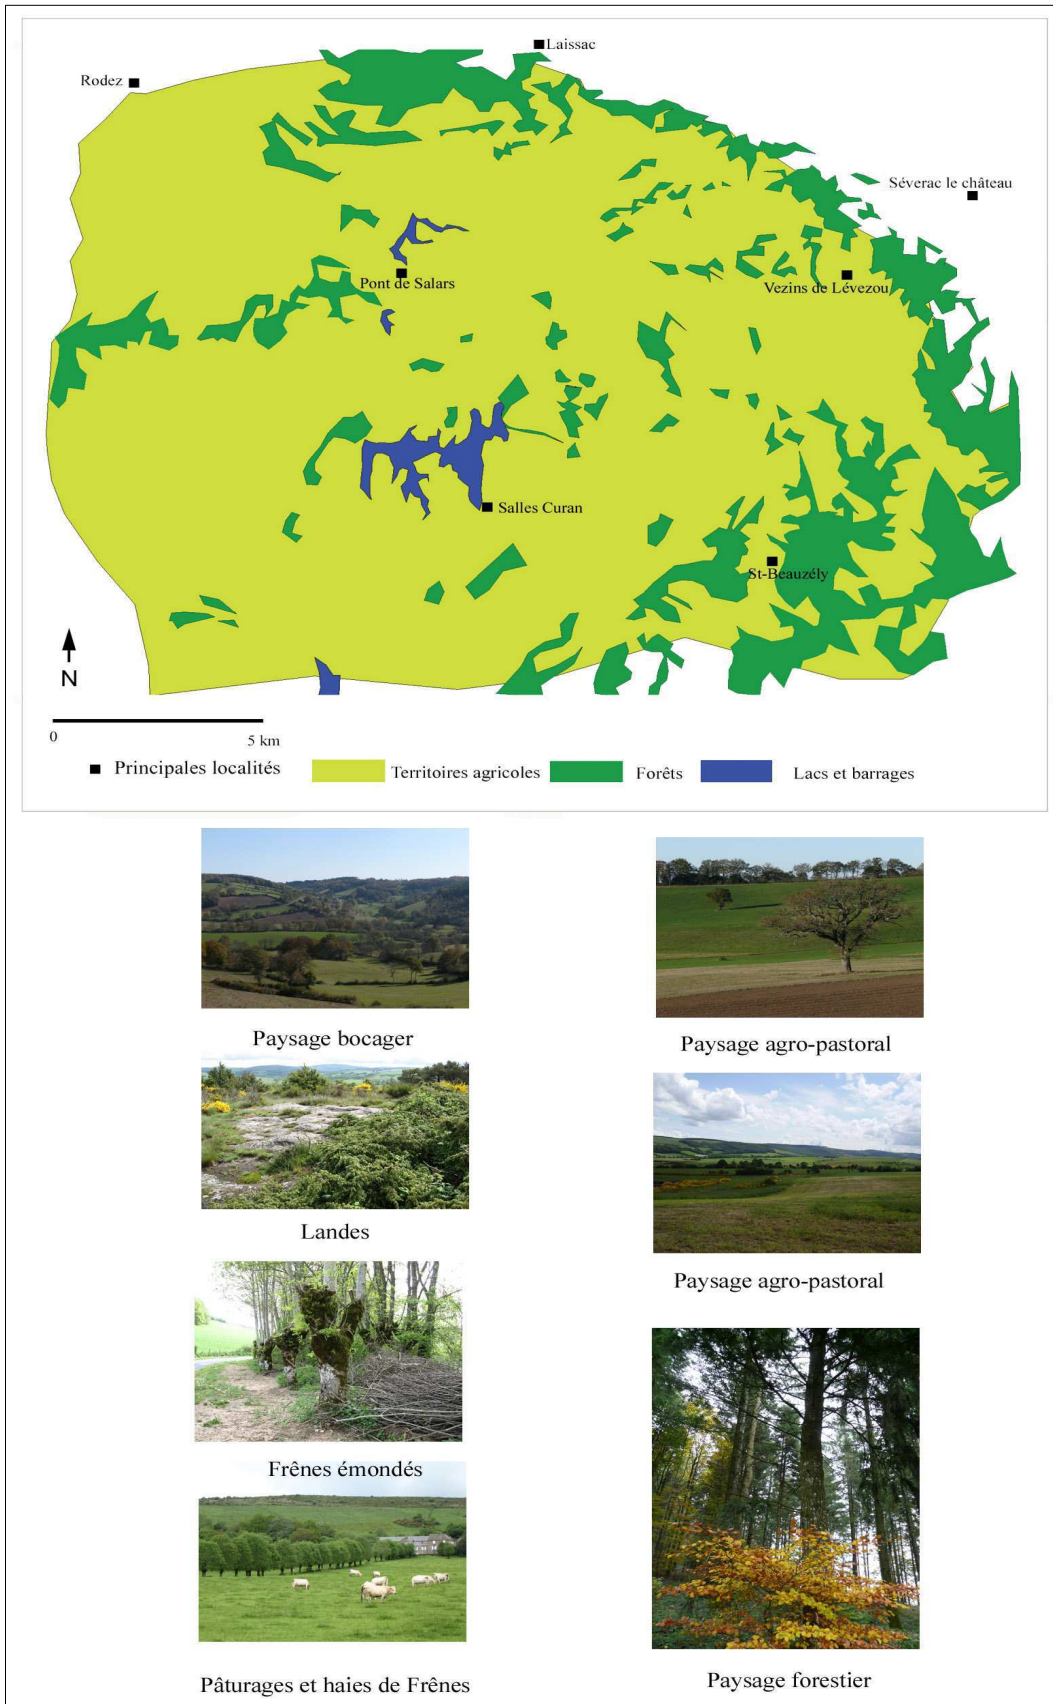 Laissac
Rodez
Séverac le château
Pont de Salars
Vezins de Lévezou
Salles Curan
St-Beauzély
N
0
5 km
Principales localités
Territoires agricoles
Forêts
Lacs et barrages
Paysage bocager
Paysage agro-pastoral
Landes
Paysage agro-pastoral
Frênes émondés
Pâturages et haies de Frênes
Paysage forestier